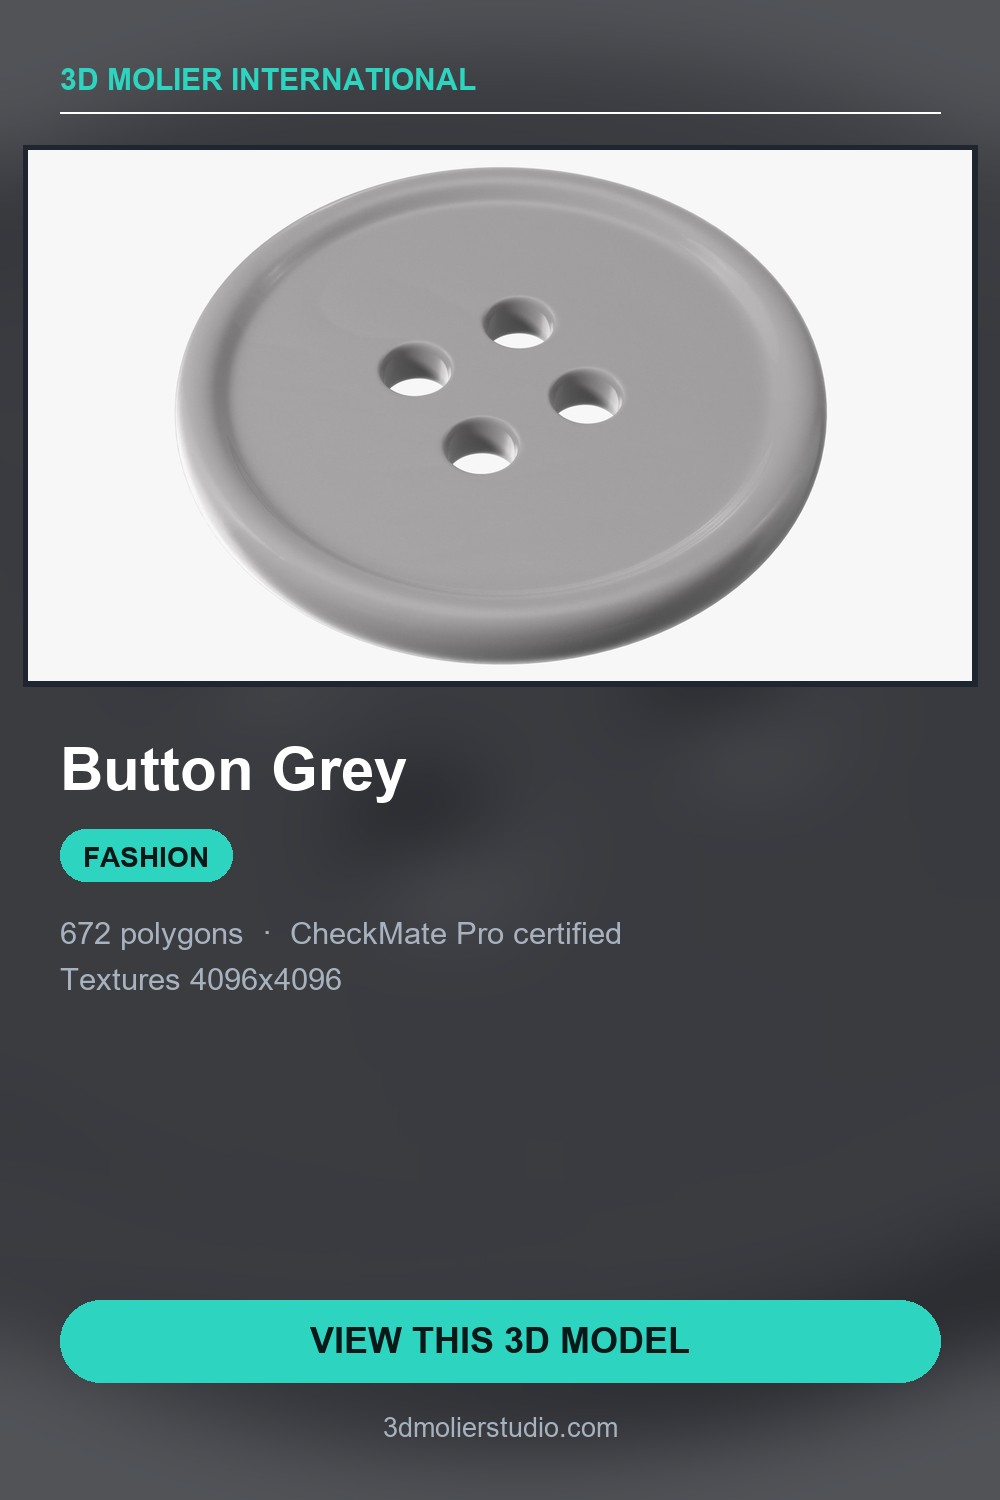 3D MOLIER INTERNATIONAL
Button Grey
FASHION
672 polygons · CheckMate Pro certified
Textures 4096x4096
VIEW THIS 3D MODEL
3dmolierstudio.com